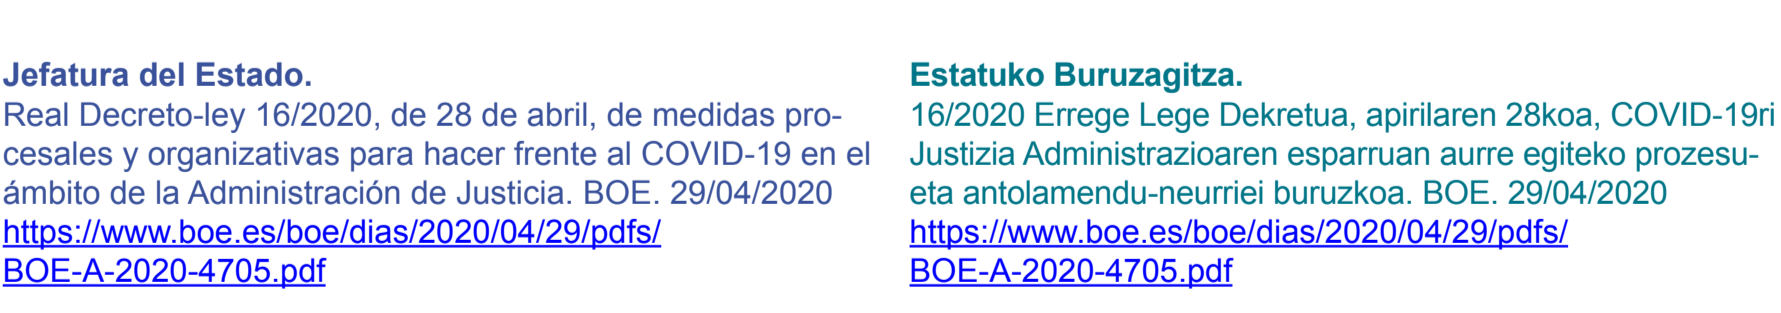 Jefatura del Estado.
Real Decreto-ley 16/2020, de 28 de abril, de medidas pro-
cesales y organizativas para hacer frente al COVID-19 en el
ámbito de la Administración de Justicia. BOE. 29/04/2020
https://www.boe.es/boe/dias/2020/04/29/pdfs/
BOE-A-2020-4705.pdf
Estatuko Buruzagitza.
16/2020 Errege Lege Dekretua, apirilaren 28koa, COVID-19ri
Justizia Administrazioaren esparruan aurre egiteko prozesu-
eta antolamendu-neurriei buruzkoa. BOE. 29/04/2020
https://www.boe.es/boe/dias/2020/04/29/pdfs/
BOE-A-2020-4705.pdf